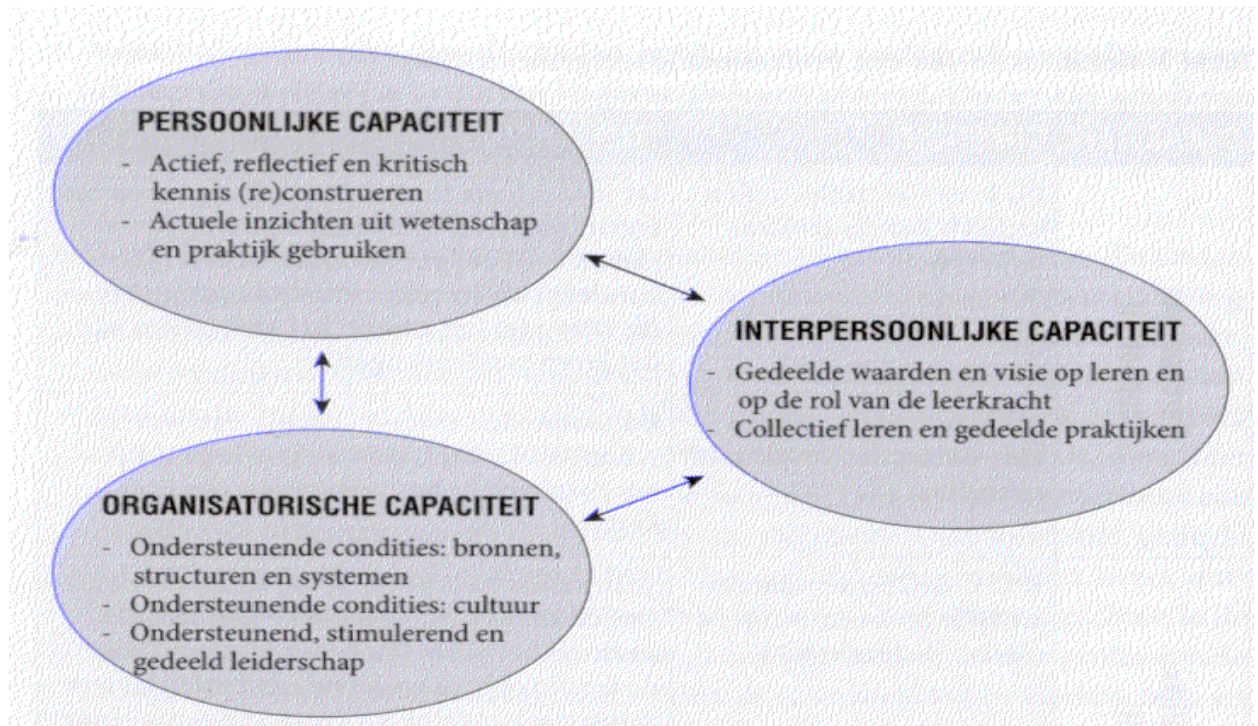 PERSOONLIJKE CAPACITEIT
- Actief, reflectief en kritisch
kennis (re)construeren
- Actuele inzichten uit wetenschap
en praktijk gebruiken
INTERPERSOONLIJKE CAPACITEIT
- Gedeelde waarden en visie op leren en
op de rol van de leerkracht
- Collectief leren en gedeelde praktijken
ORGANISATORISCHE CAPACITEIT
- Ondersteunende condities: bronnen,
structuren en systemen
- Ondersteunende condities: cultuur
- Ondersteunend, stimulerend en
gedeeld leiderschap